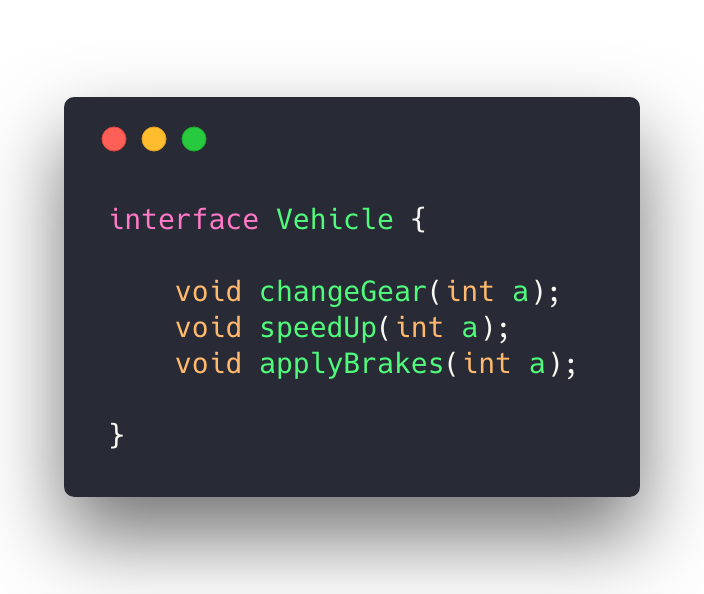 interface Vehicle {
void changeGear(int a);
void speedUp(int a);
void applyBrakes(int a);
}